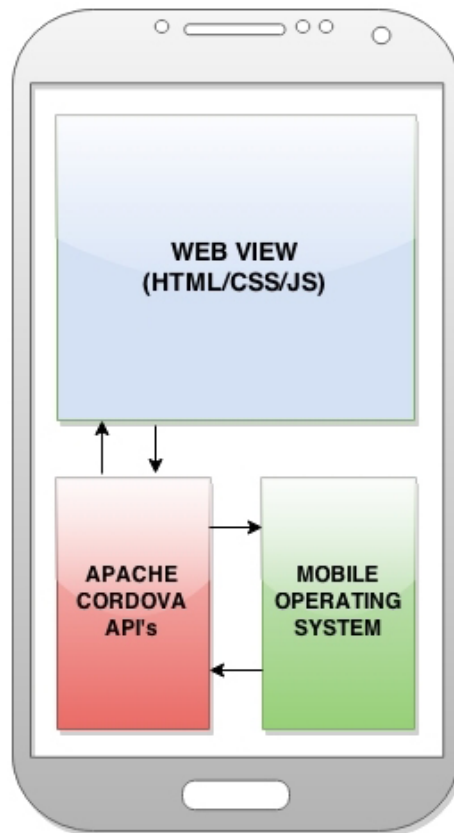 WEB VIEW
(HTML/CSS/JS)
APACHE
CORDOVA
API's
MOBILE
OPERATING
SYSTEM